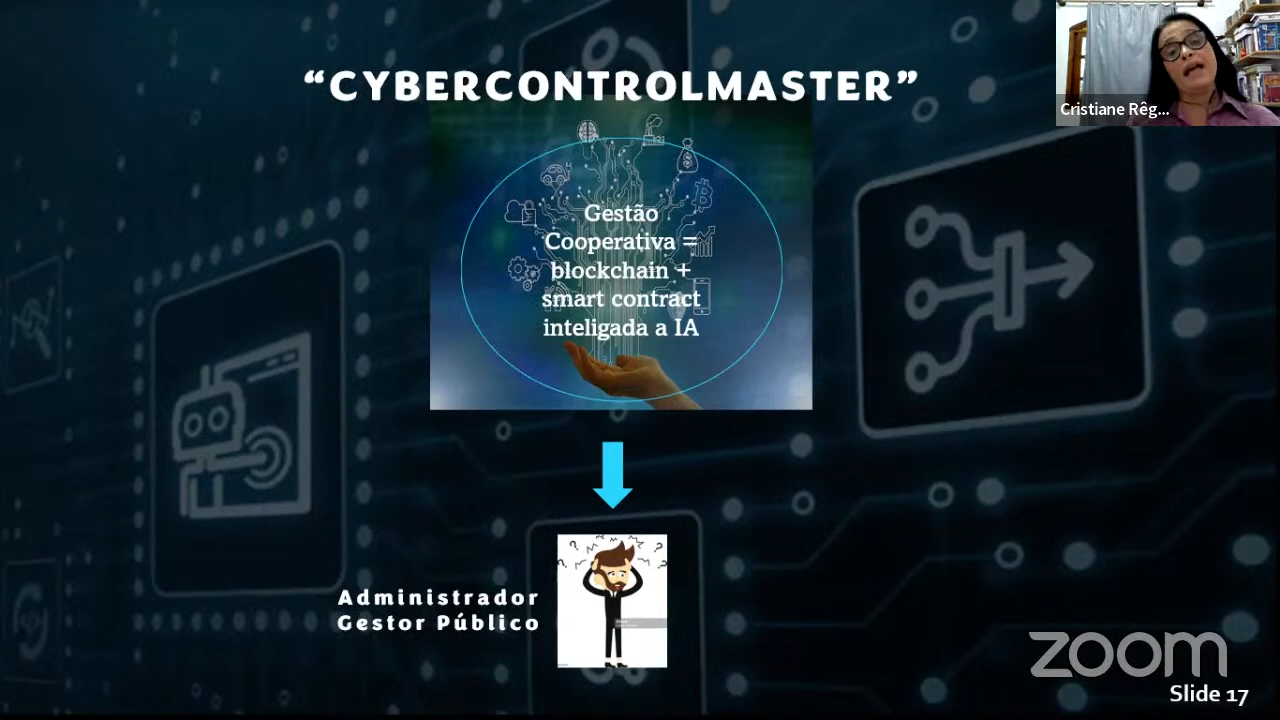 “CYBERCONTROLMASTER”
Cristiane Rêg...
Gestão
Cooperativa =
blockchain +
smart contract
inteligada a IA
Administrador
Gestor Público
zoom
Slide 17